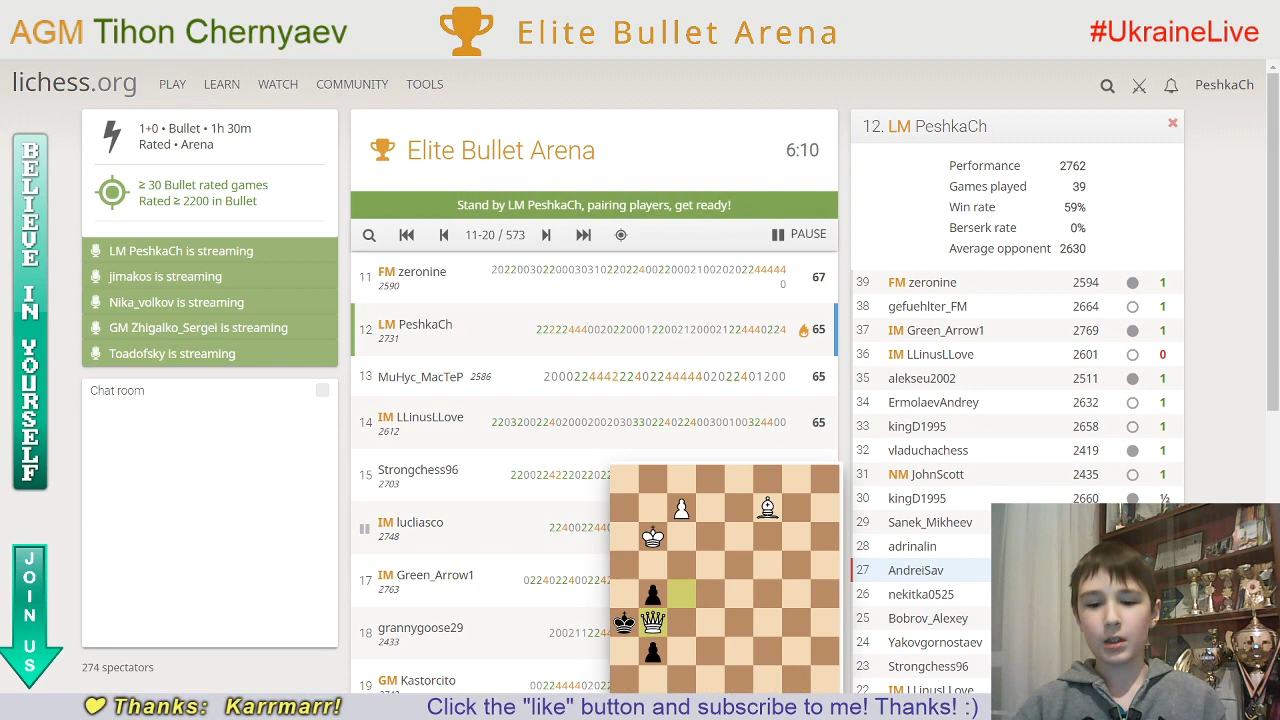 AGM Tihon Chernyaev
Elite Bullet Arena
#UkraineLive
lichess.org
PLAY LEARN WATCH COMMUNITY TOOLS
PeshkaCh
BELIEVE IN YOURSELF
JOIN US
1+0 • Bullet • 1h 30m
Rated • Arena
≥ 30 Bullet rated games
Rated ≥ 2200 in Bullet
LM PeshkaCh is streaming
jimakos is streaming
Nika_volkov is streaming
GM Zhigalko_Sergei is streaming
Toadofsky is streaming
Chat room
274 spectators
Elite Bullet Arena 6:10
Stand by LM PeshkaCh, pairing players, get ready!
11-20 / 573 PAUSE
11 FM zeronine 67
2590
12 LM PeshkaCh 65
2731
13 MuHyc_MacTeP 2586 65
14 IM LLinusLLove 65
2612
15 Strongchess96
2703
IM lucliasco
2748
17 IM Green_Arrow1
2763
18 grannygoose29
2433
19 GM Kastorcito
12. LM PeshkaCh
Performance 2762
Games played 39
Win rate 59%
Berserk rate 0%
Average opponent 2630
39 FM zeronine 2594 1
38 gefuehlter_FM 2664 1
37 IM Green_Arrow1 2769 1
36 IM LLinusLLove 2601 0
35 alekseu2002 2511 1
34 ErmolaevAndrey 2632 1
33 kingD1995 2658 1
32 vladuchachess 2419 1
31 NM JohnScott 2435 1
30 kingD1995 2660 ½
29 Sanek_Mikheev
28 adrinalin
27 AndreiSav
26 nekitka0525
25 Bobrov_Alexey
24 Yakovgornostaev
23 Strongchess96
22 IM LLinusLLove
Thanks: Karrmarr!
Click the "like" button and subscribe to me! Thanks! :)